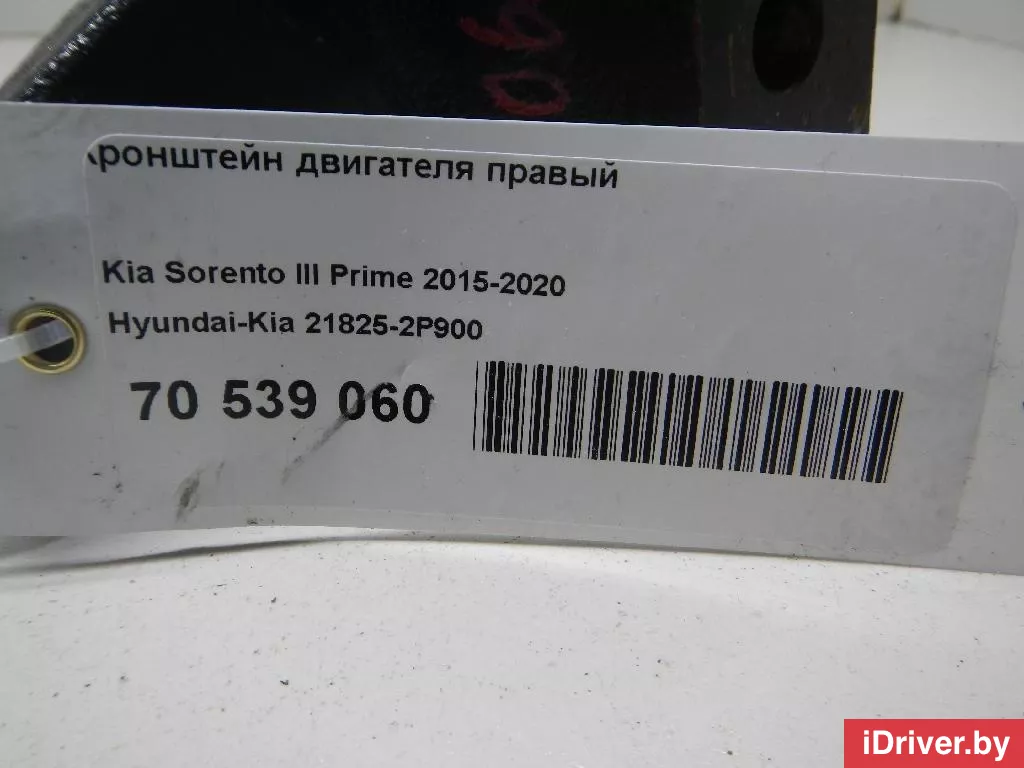 Кронштейн двигателя правый
Kia Sorento III Prime 2015-2020
Hyundai-Kia 21825-2P900
70 539 060
iDriver.by